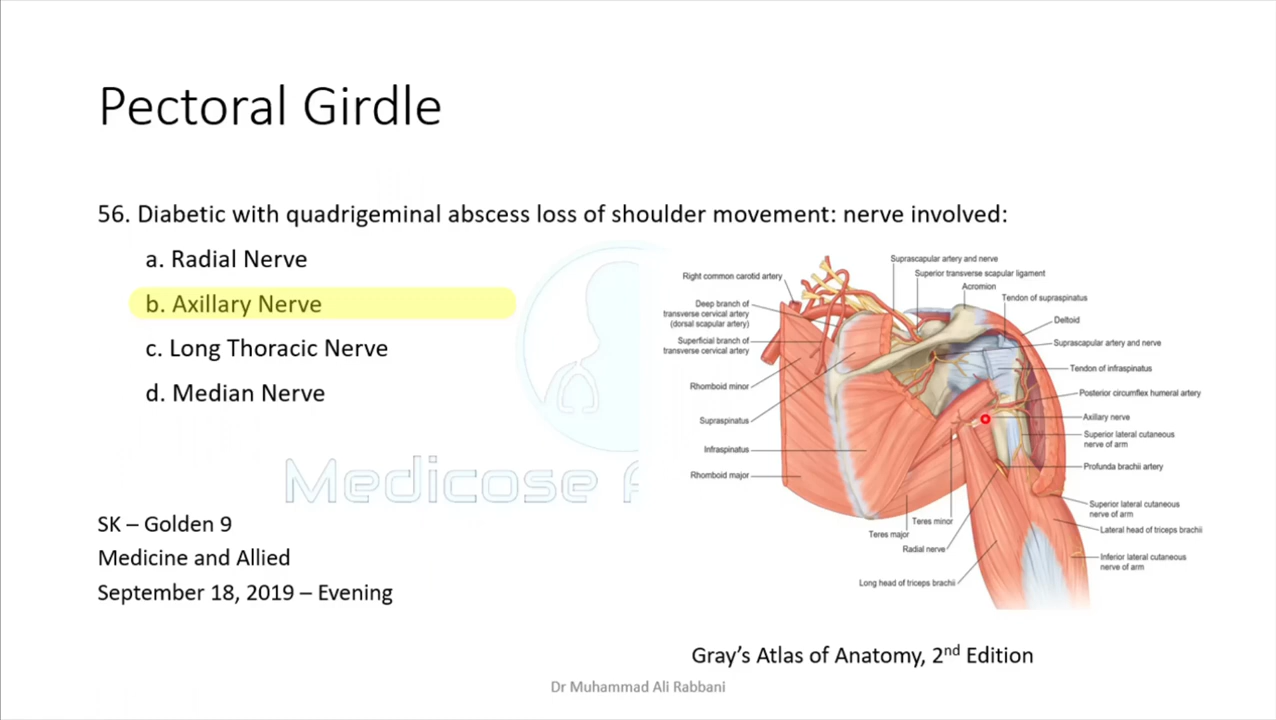 Pectoral Girdle
56. Diabetic with quadrigeminal abscess loss of shoulder movement: nerve involved:
a. Radial Nerve
b. Axillary Nerve
c. Long Thoracic Nerve
d. Median Nerve
Medicose A
SK – Golden 9
Medicine and Allied
September 18, 2019 – Evening
Suprascapular artery and nerve
Superior transverse scapular ligament
Acromion
Tendon of supraspinatus
Deltoid
Suprascapular artery and nerve
Tendon of infraspinatus
Posterior circumflex humeral artery
Axillary nerve
Superior lateral cutaneous
nerve of arm
Profunda brachii artery
Superior lateral cutaneous
nerve of arm
Lateral head of triceps brachii
Inferior lateral cutaneous
nerve of arm
Right common carotid artery
Deep branch of
transverse cervical artery
(dorsal scapular artery)
Superficial branch of
transverse cervical artery
Rhomboid minor
Supraspinatus
Infraspinatus
Rhomboid major
Teres minor
Teres major
Radial nerve
Long head of triceps brachii
Gray's Atlas of Anatomy, 2nd Edition
Dr Muhammad Ali Rabbani